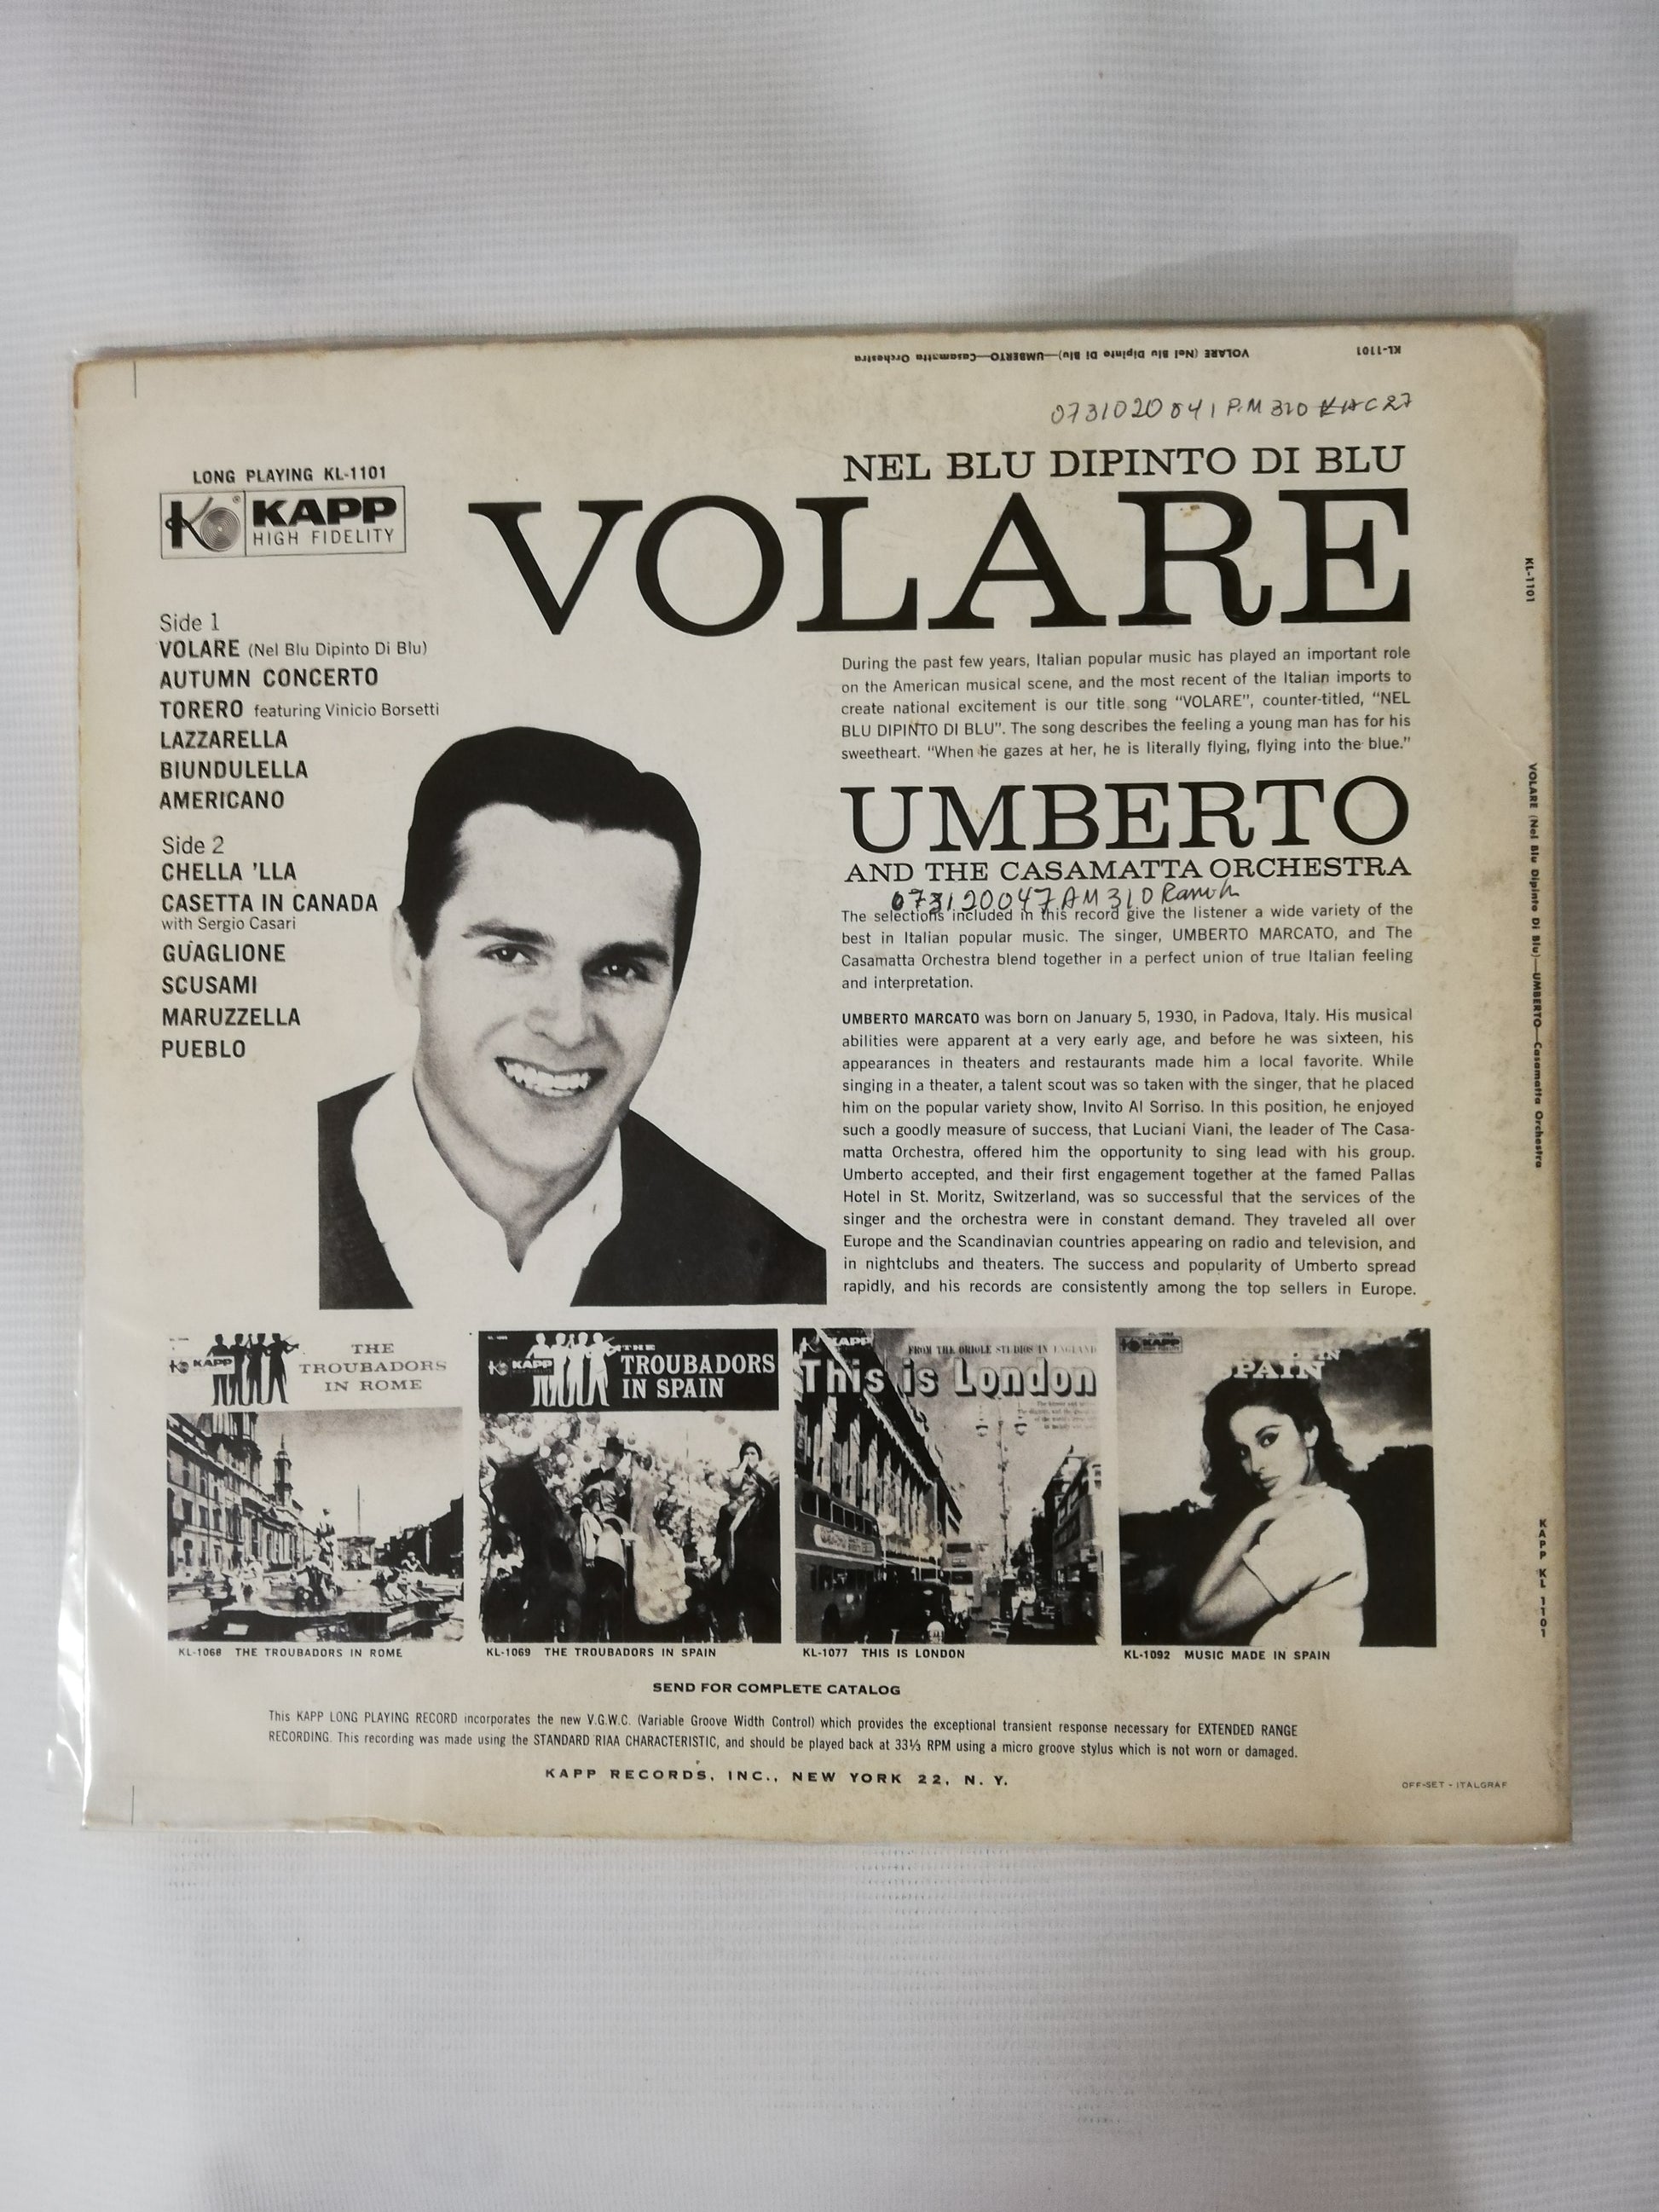 KL-1101
VOLARE (Nel Blu Dipinto Di Blu)—UMBERTO—Casamatta Orchestra
0731020 041 P.M 310
LONG PLAYING KL-1101
KAPP
HIGH FIDELITY
NEL BLU DIPINTO DI BLU
VOLARE
Side 1
VOLARE (Nel Blu Dipinto Di Blu)
AUTUMN CONCERTO
TORERO featuring Vinicio Borsetti
LAZZARELLA
BIUNDULELLA
AMERICANO
Side 2
CHELLA 'LLA
CASETTA IN CANADA
with Sergio Casari
GUAGLIONE
SCUSAMI
MARUZZELLA
PUEBLO
During the past few years, Italian popular music has played an important role
on the American musical scene, and the most recent of the Italian imports to
create national excitement is our title song “VOLARE”, counter-titled, “NEL
BLU DIPINTO DI BLU”. The song describes the feeling a young man has for his
sweetheart. “When he gazes at her, he is literally flying, flying into the blue.”
UMBERTO
AND THE CASAMATTA ORCHESTRA
AM 310
The selections included in this record give the listener a wide variety of the
best in Italian popular music. The singer, UMBERTO MARCATO, and The
Casamatta Orchestra blend together in a perfect union of true Italian feeling
and interpretation.
UMBERTO MARCATO was born on January 5, 1930, in Padova, Italy. His musical
abilities were apparent at a very early age, and before he was sixteen, his
appearances in theaters and restaurants made him a local favorite. While
singing in a theater, a talent scout was so taken with the singer, that he placed
him on the popular variety show, Invito Al Sorriso. In this position, he enjoyed
such a goodly measure of success, that Luciani Viani, the leader of The Casa-
matta Orchestra, offered him the opportunity to sing lead with his group.
Umberto accepted, and their first engagement together at the famed Pallas
Hotel in St. Moritz, Switzerland, was so successful that the services of the
singer and the orchestra were in constant demand. They traveled all over
Europe and the Scandinavian countries appearing on radio and television, and
in nightclubs and theaters. The success and popularity of Umberto spread
rapidly, and his records are consistently among the top sellers in Europe.
KL-1101
VOLARE (Nel Blu Dipinto Di Blu)—UMBERTO—Casamatta Orchestra
KAPP KL 1101
KAPP
THE
TROUBADORS
IN ROME
KAPP
THE
TROUBADORS
IN SPAIN
KAPP
FROM THE ORIOLE STUDIOS IN ENGLAND
This is London
KAPP
IN
SPAIN
KL-1068 THE TROUBADORS IN ROME
KL-1069 THE TROUBADORS IN SPAIN
KL-1077 THIS IS LONDON
KL-1092 MUSIC MADE IN SPAIN
SEND FOR COMPLETE CATALOG
This KAPP LONG PLAYING RECORD incorporates the new V.G.W.C. (Variable Groove Width Control) which provides the exceptional transient response necessary for EXTENDED RANGE
RECORDING. This recording was made using the STANDARD RIAA CHARACTERISTIC, and should be played back at 33⅓ RPM using a micro groove stylus which is not worn or damaged.
KAPP RECORDS, INC., NEW YORK 22, N. Y.
OFF-SET - ITALGRAF